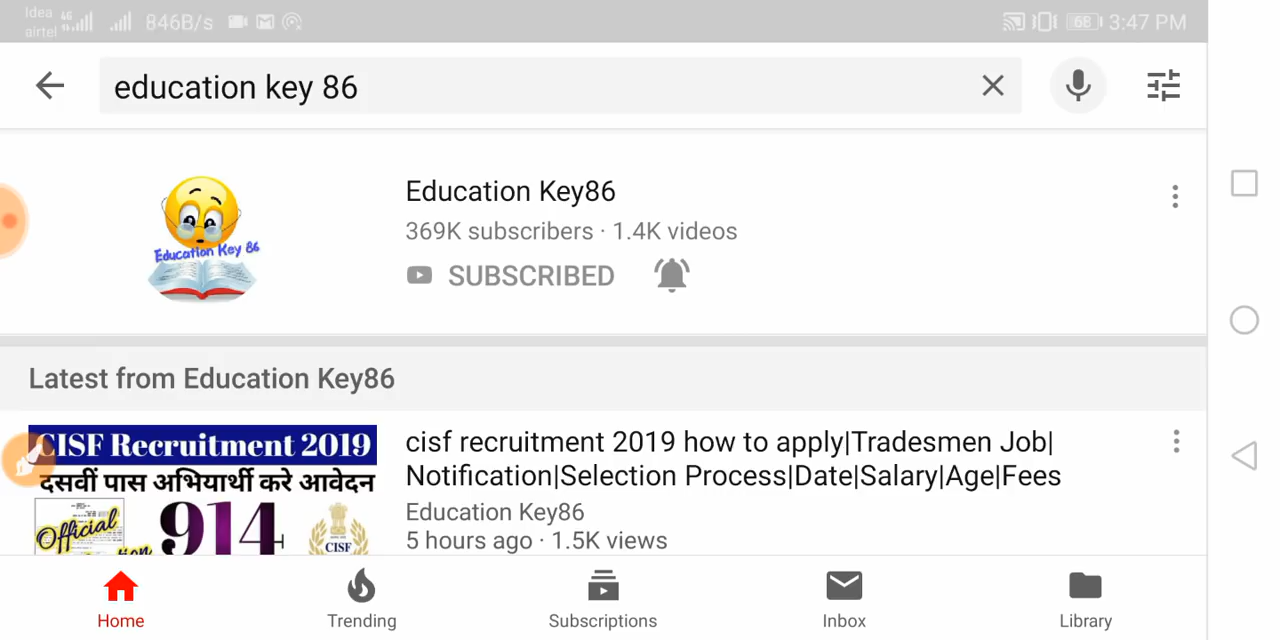 Idea 4G
airtel
846B/s
68
3:47 PM
education key 86
Education Key86
369K subscribers · 1.4K videos
SUBSCRIBED
Education Key 86
Latest from Education Key86
CISF Recruitment 2019
दसवीं पास अभियार्थी करे आवेदन
Official
914
CISF
cisf recruitment 2019 how to apply|Tradesmen Job|
Notification|Selection Process|Date|Salary|Age|Fees
Education Key86
5 hours ago · 1.5K views
Home
Trending
Subscriptions
Inbox
Library